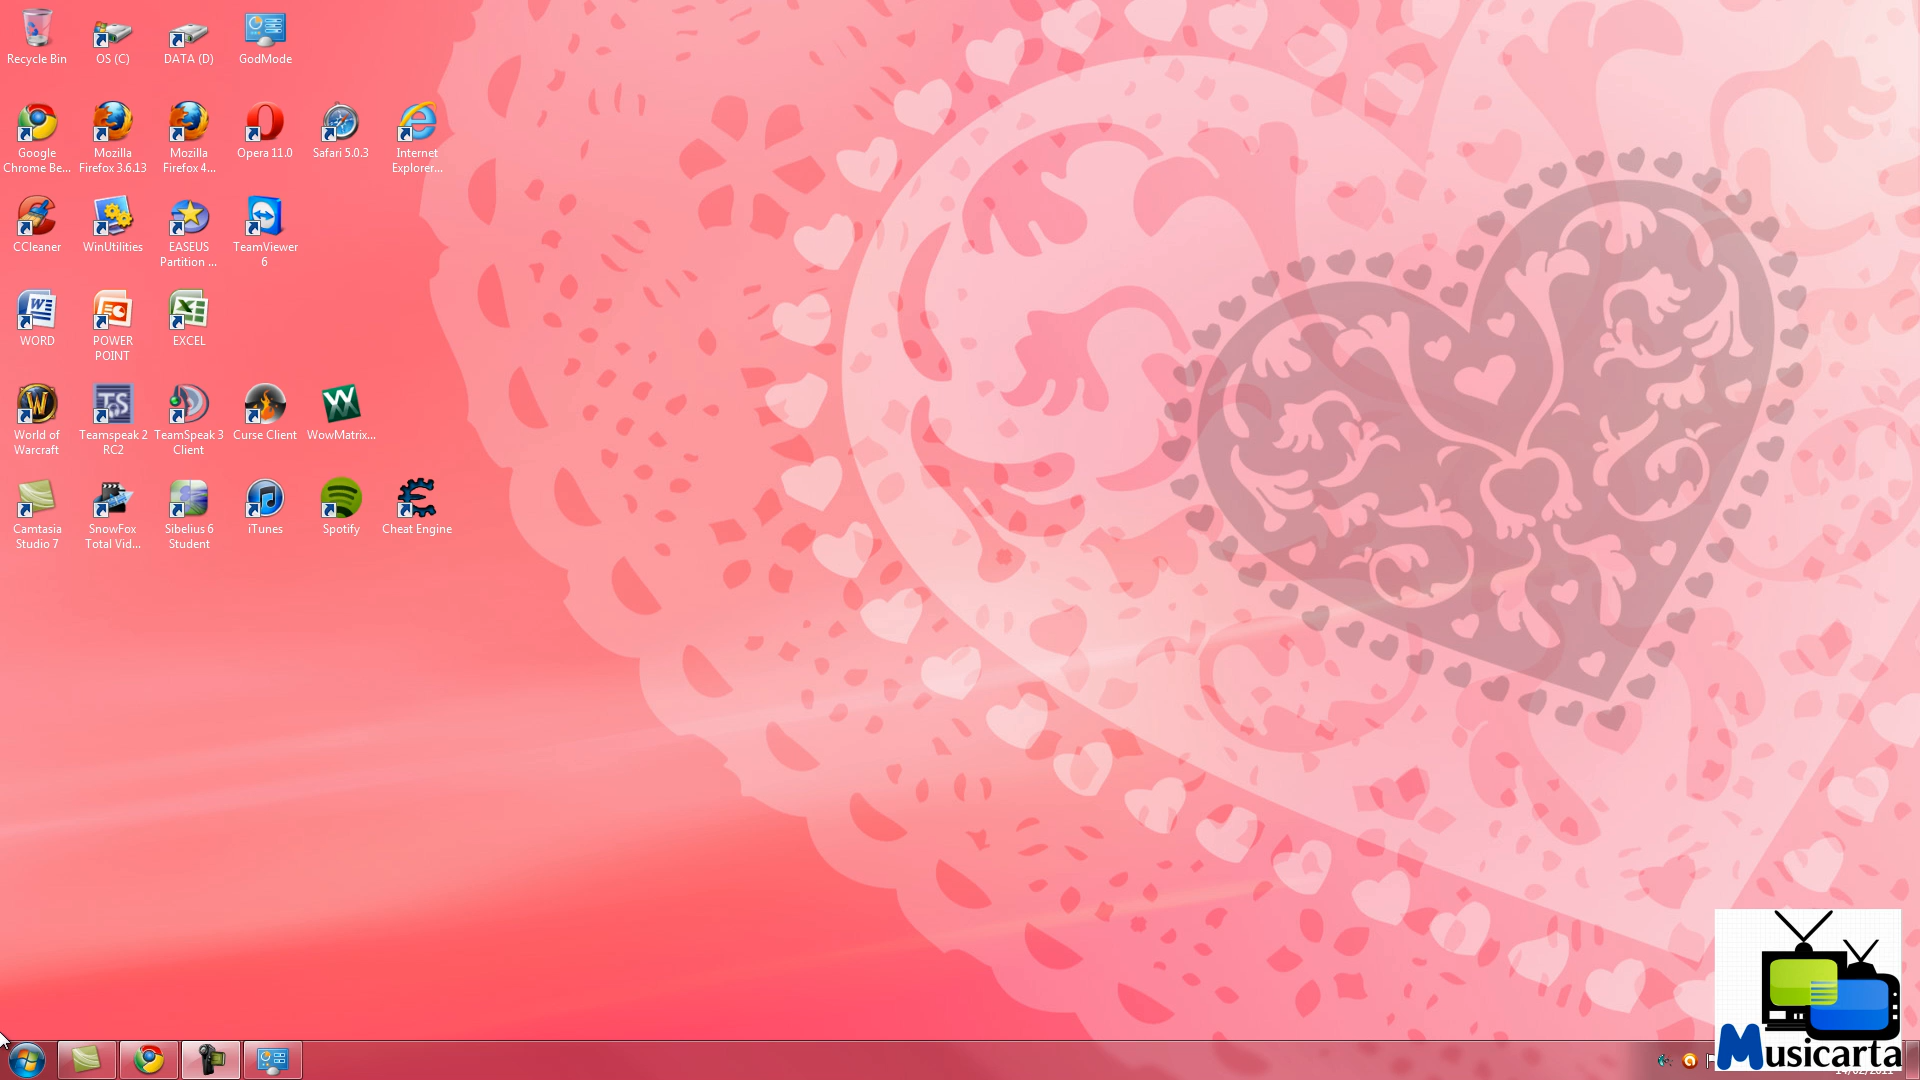 Recycle Bin
OS (C)
DATA (D)
GodMode
Google
Chrome Be...
Mozilla
Firefox 3.6.13
Mozilla
Firefox 4...
Opera 11.0
Safari 5.0.3
Internet
Explorer...
CCleaner
WinUtilities
EASEUS
Partition ...
TeamViewer
6
WORD
POWER
POINT
EXCEL
World of
Warcraft
Teamspeak 2
RC2
TeamSpeak 3
Client
Curse Client
WowMatrix...
Camtasia
Studio 7
SnowFox
Total Vid...
Sibelius 6
Student
iTunes
Spotify
Cheat Engine
Musicarta